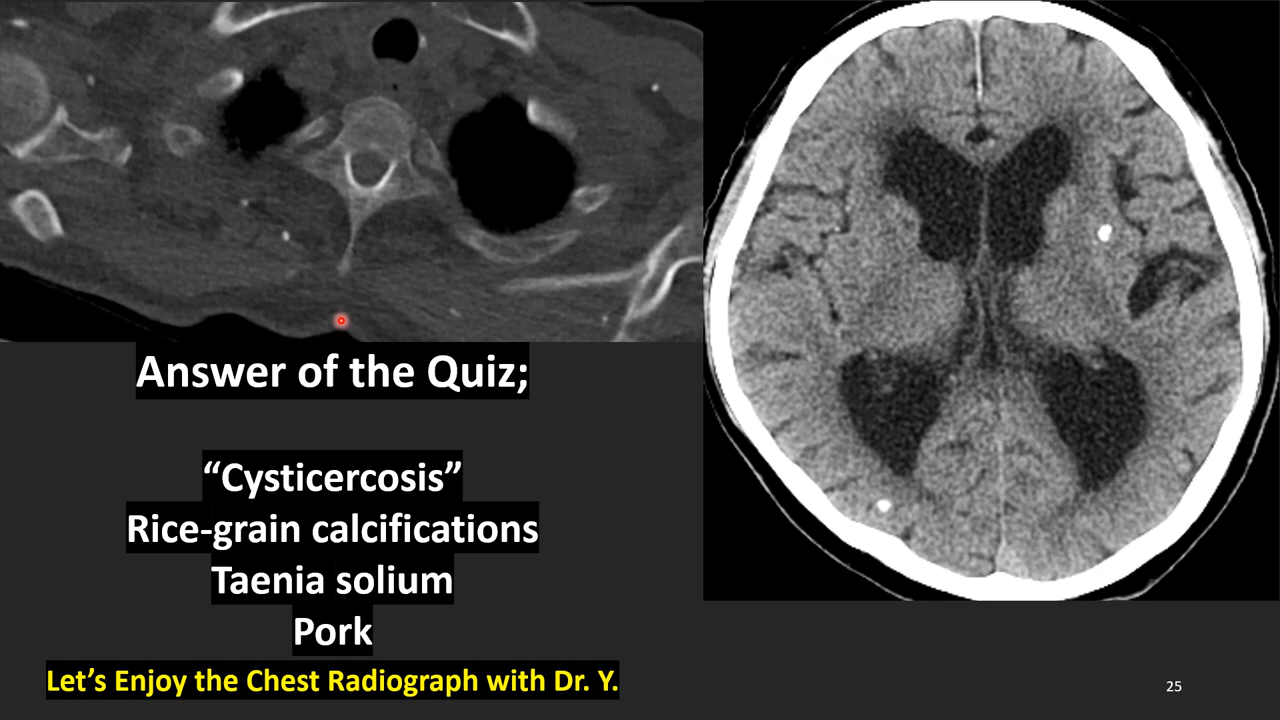 Answer of the Quiz;
“Cysticercosis”
Rice-grain calcifications
Taenia solium
Pork
Let’s Enjoy the Chest Radiograph with Dr. Y.
25